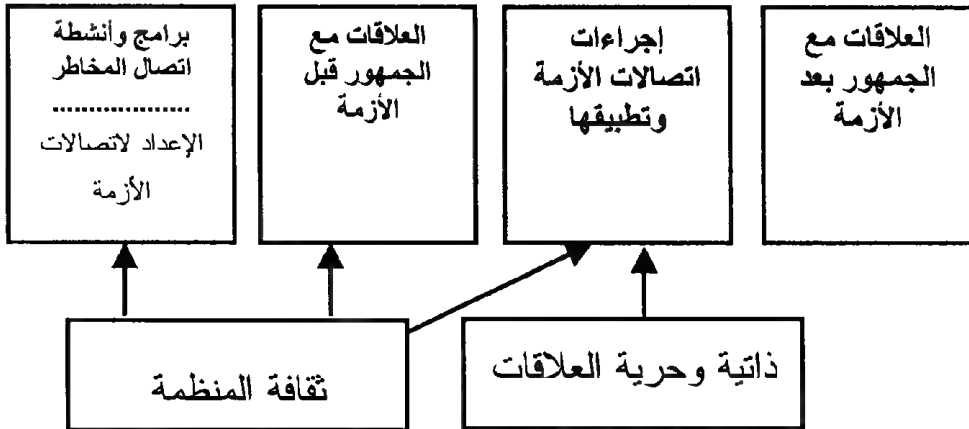 العلاقات مع
الجمهور بعد
الأزمة
إجراءات
اتصالات الأزمة
وتطبيقها
العلاقات مع
الجمهور قبل
الأزمة
برامج وأنشطة
اتصال المخاطر
....................
الإعداد لاتصالات
الأزمة
ذاتية وحرية العلاقات
ثقافة المنظمة